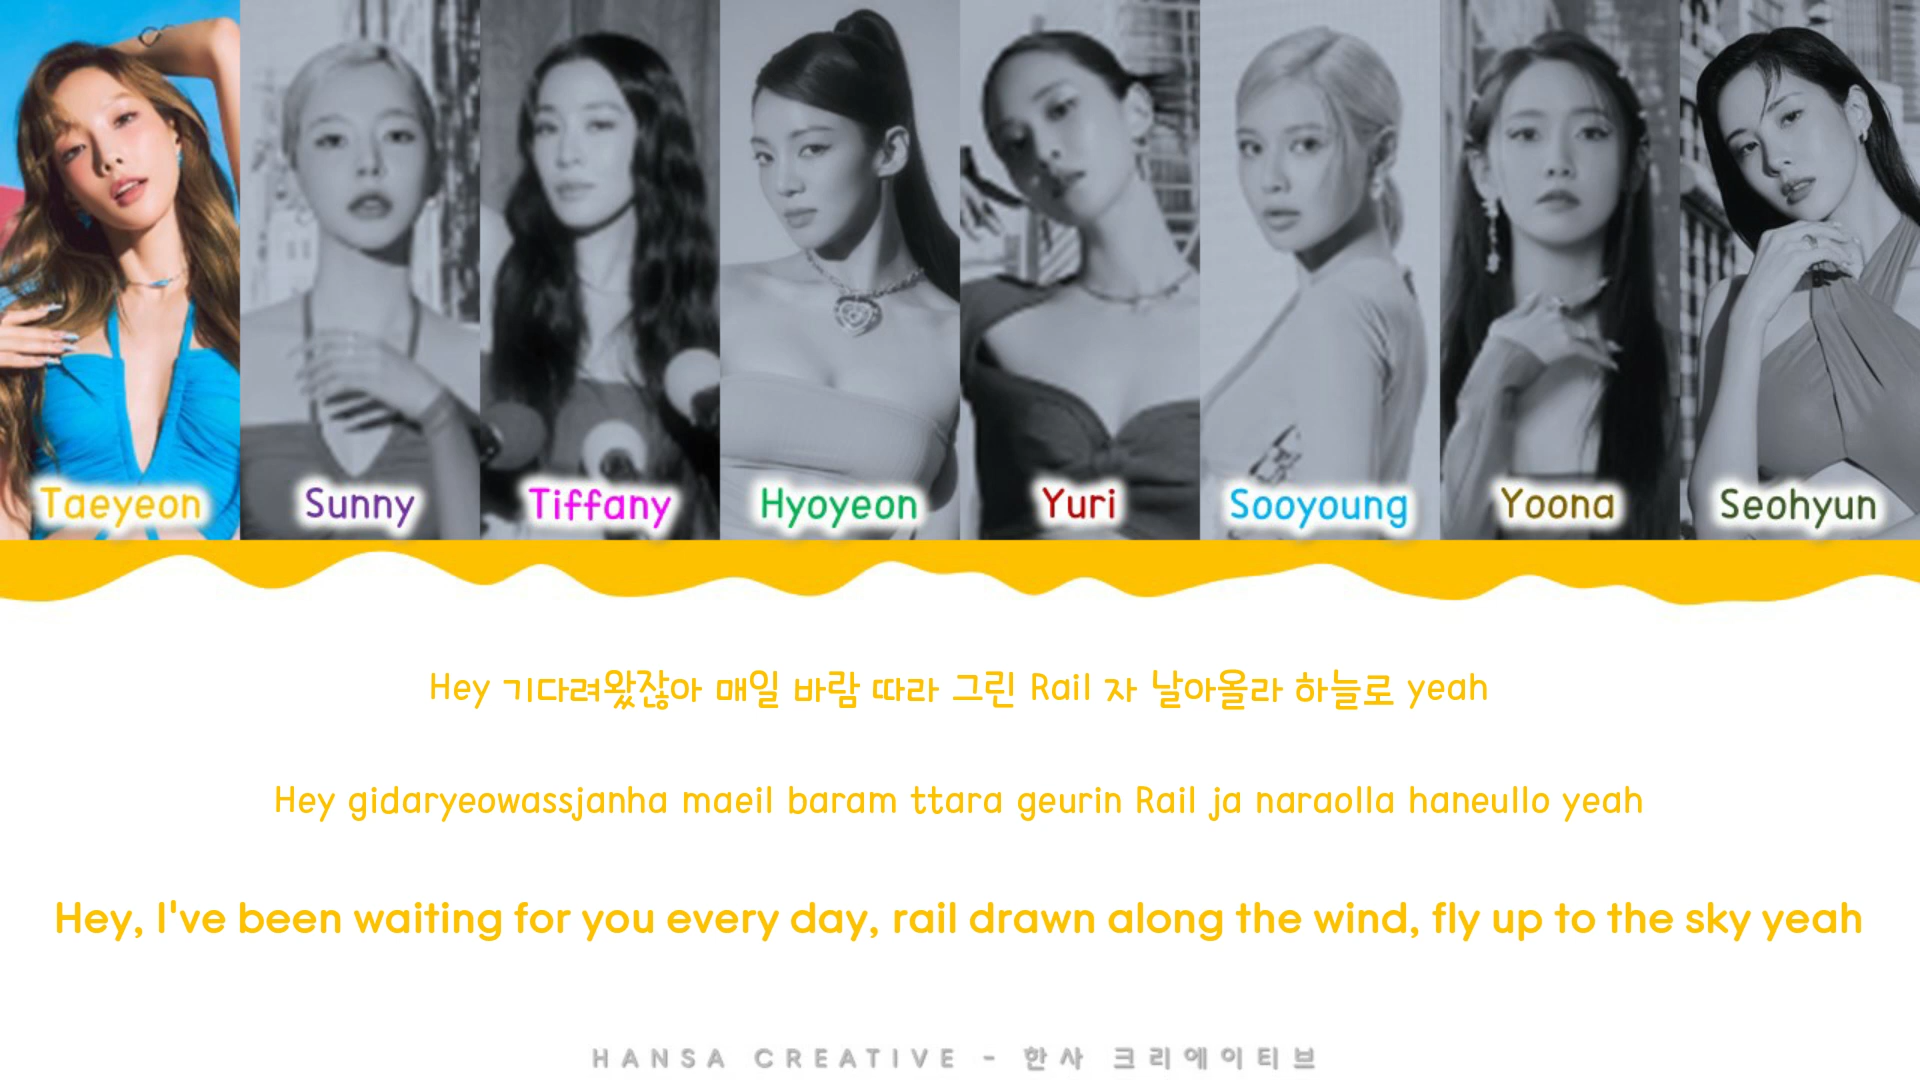 Taeyeon Sunny Tiffany Hyoyeon Yuri Sooyoung Yoona Seohyun
Hey 기다려왔잖아 매일 바람 따라 그린 Rail 자 날아올라 하늘로 yeah
Hey gidaryeowassjanha maeil baram ttara geurin Rail ja naraolla haneullo yeah
Hey, I've been waiting for you every day, rail drawn along the wind, fly up to the sky yeah
HANSA CREATIVE - 한사 크리에이티브